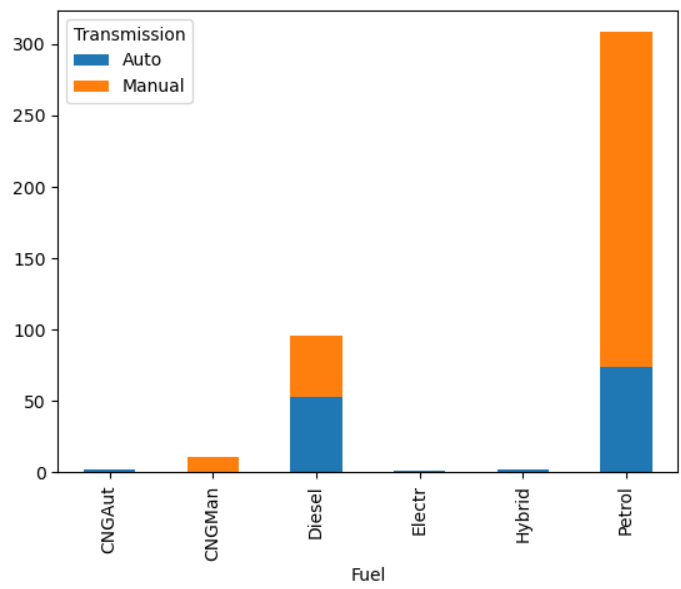 Transmission
Auto
Manual
300
250
200
150
100
50
0
CNGAut
CNGMan
Diesel
Electr
Hybrid
Petrol
Fuel